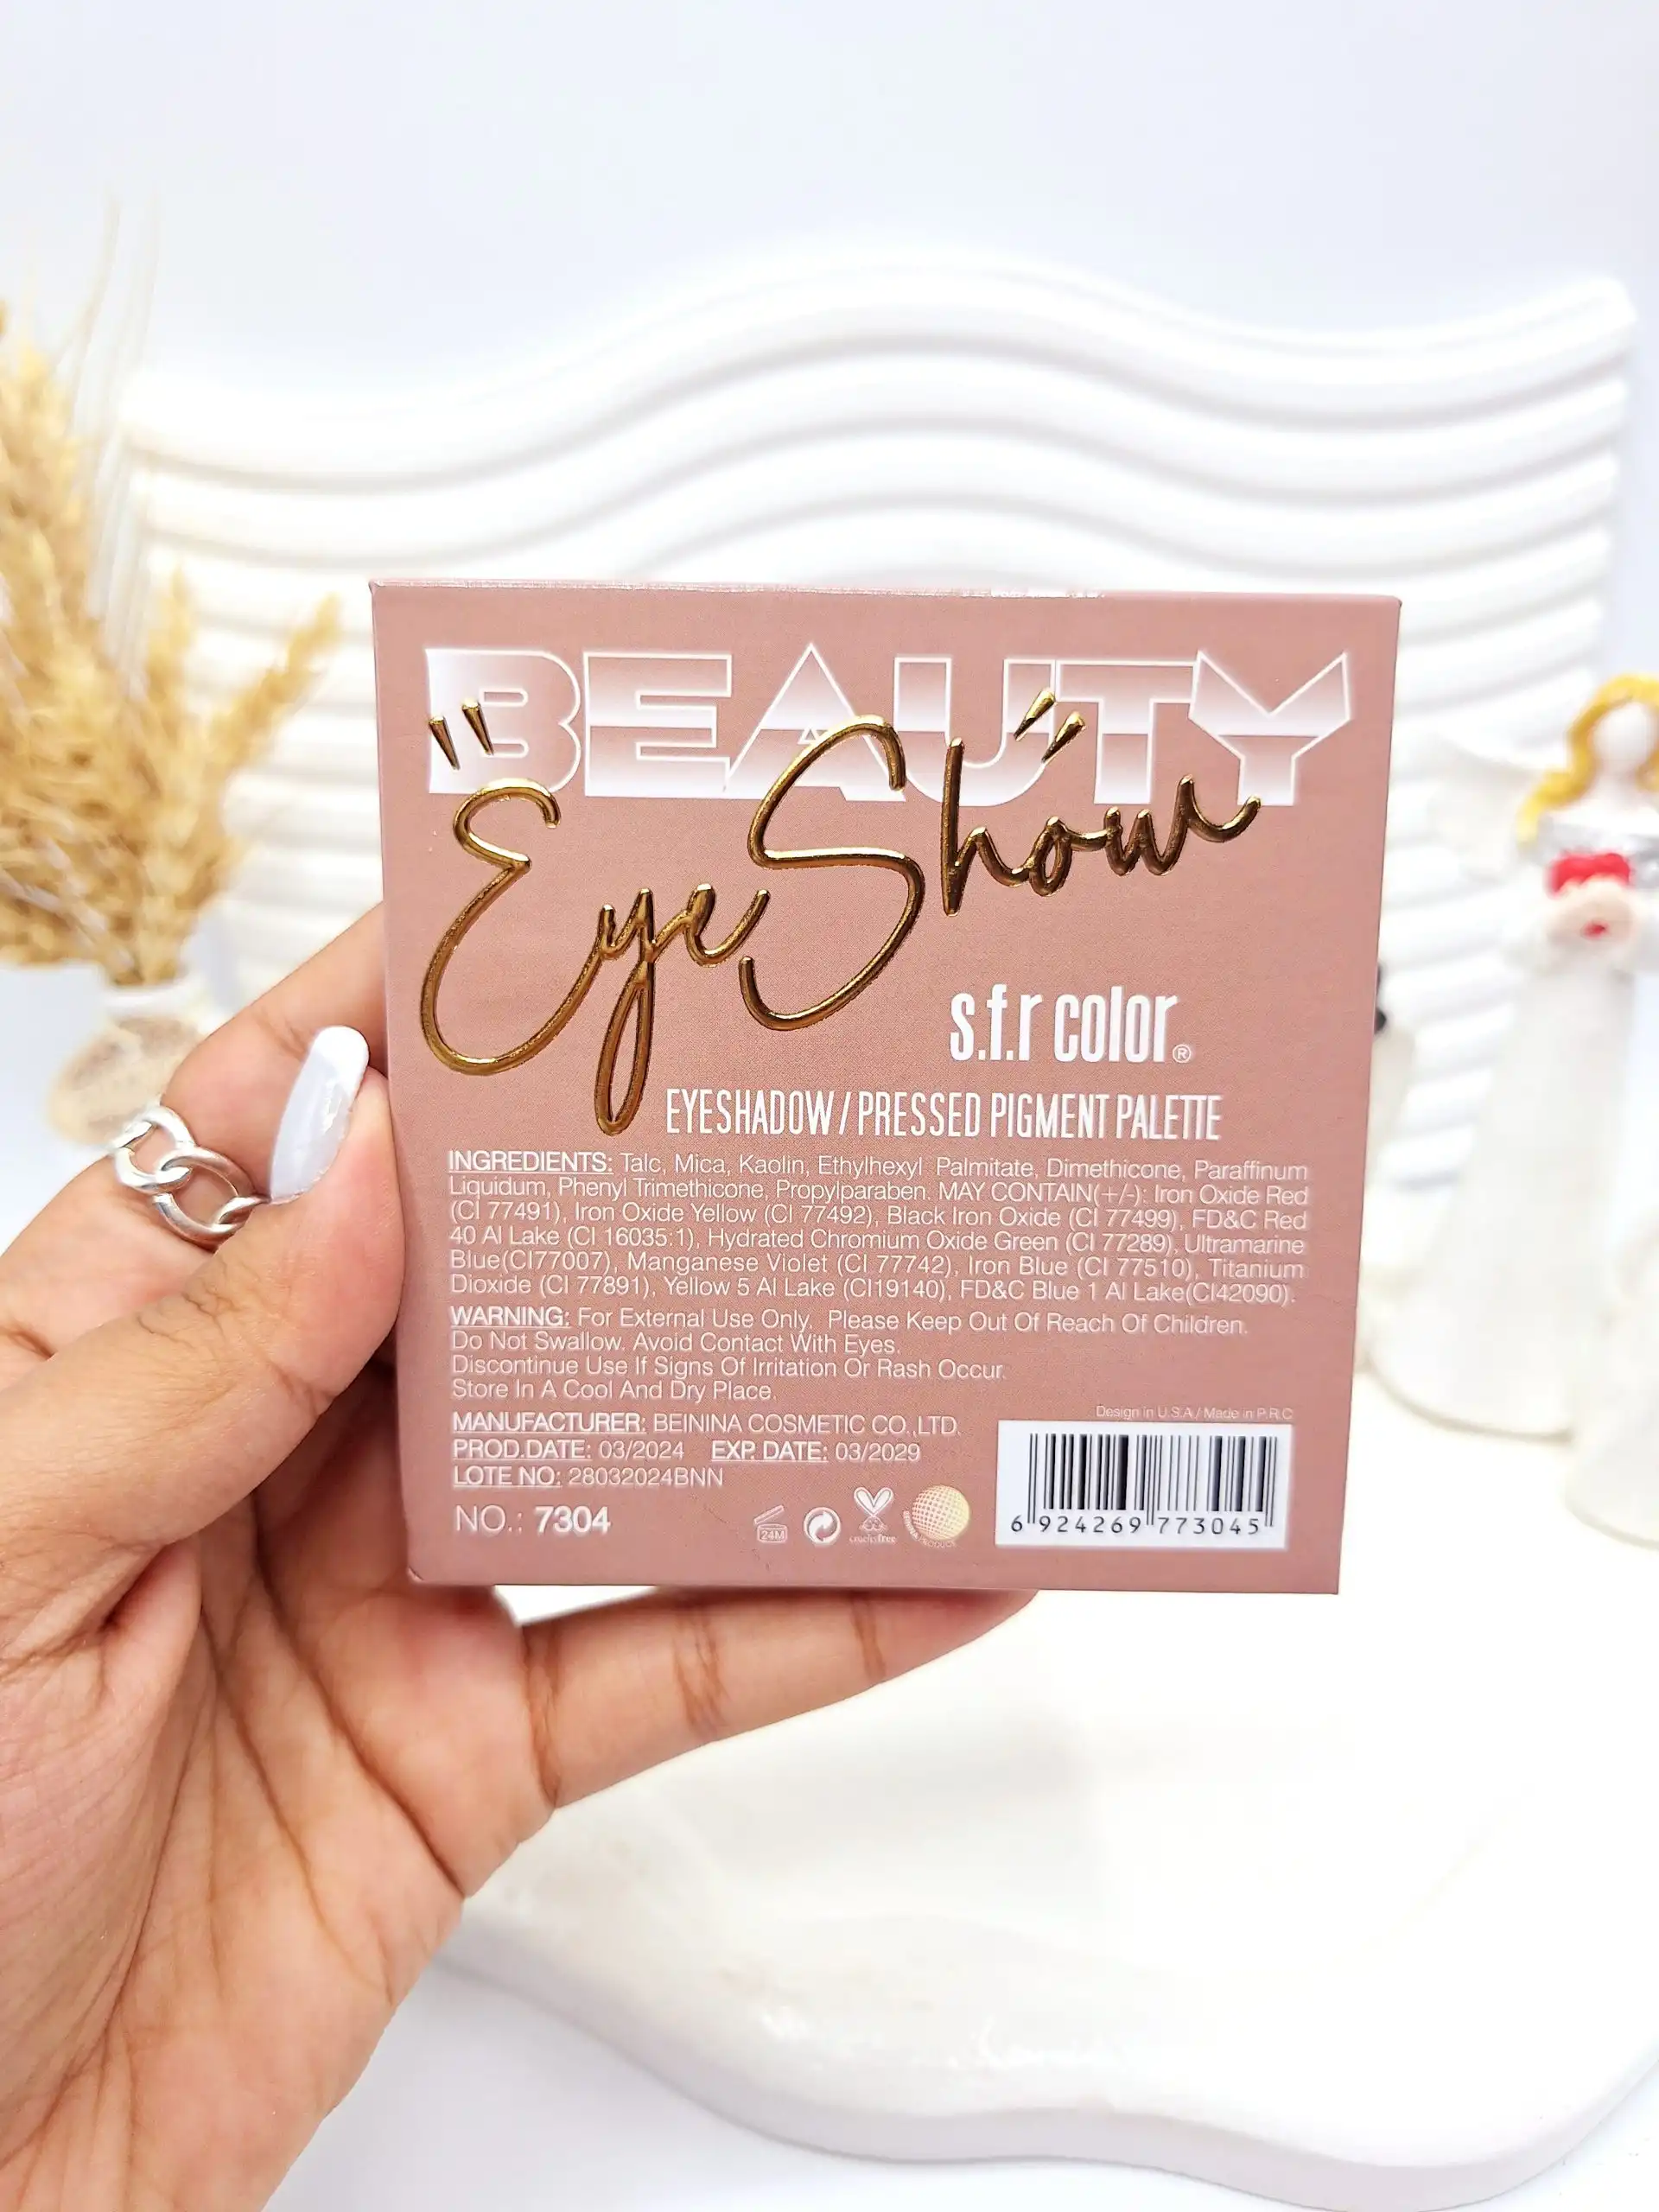 BEAUTY
"EyeShow"
s.f.r color®
EYESHADOW/PRESSED PIGMENT PALETTE
INGREDIENTS: Talc, Mica, Kaolin, Ethylhexyl Palmitate, Dimethicone, Paraffinum
Liquidum, Phenyl Trimethicone, Propylparaben. MAY CONTAIN(+/-): Iron Oxide Red
(CI 77491), Iron Oxide Yellow (CI 77492), Black Iron Oxide (CI 77499), FD&C Red
40 Al Lake (CI 16035:1), Hydrated Chromium Oxide Green (CI 77289), Ultramarine
Blue(CI77007), Manganese Violet (CI 77742), Iron Blue (CI 77510), Titanium
Dioxide (CI 77891), Yellow 5 Al Lake (CI19140), FD&C Blue 1 Al Lake(CI42090).
WARNING: For External Use Only. Please Keep Out Of Reach Of Children.
Do Not Swallow. Avoid Contact With Eyes.
Discontinue Use If Signs Of Irritation Or Rash Occur.
Store In A Cool And Dry Place.
MANUFACTURER: BEININA COSMETIC CO.,LTD.
PROD.DATE: 03/2024 EXP. DATE: 03/2029
LOTE NO: 28032024BNN
NO.: 7304
24M
cruelty free
BEININA PRODUCTS
Design in U.S.A / Made in P.R.C
6 924269 773045